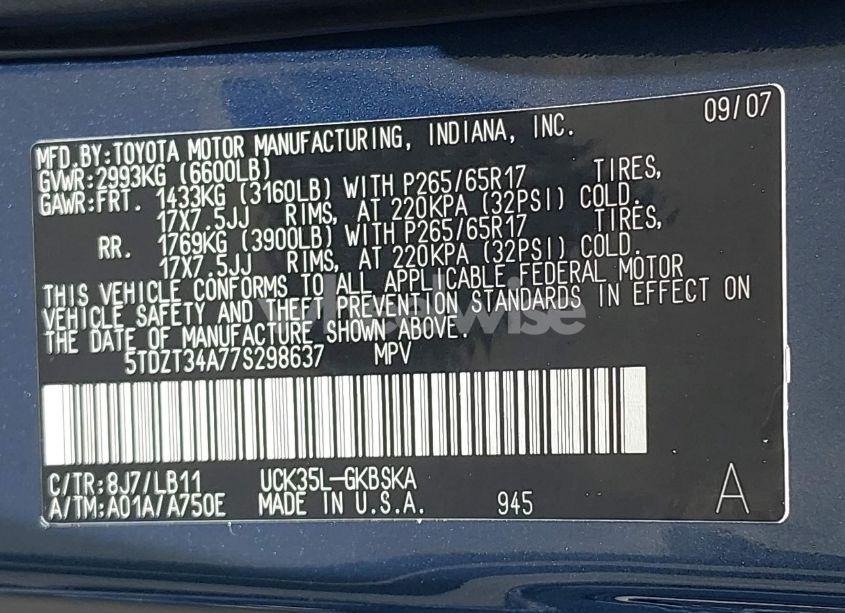 09/07
MFD.BY:TOYOTA MOTOR MANUFACTURING, INDIANA, INC.
GVWR:2993KG (6600LB)
GAWR:FRT. 1433KG (3160LB) WITH P265/65R17 TIRES,
17X7.5JJ RIMS, AT 220KPA (32PSI) COLD.
RR. 1769KG (3900LB) WITH P265/65R17 TIRES,
17X7.5JJ RIMS, AT 220KPA (32PSI) COLD.
THIS VEHICLE CONFORMS TO ALL APPLICABLE FEDERAL MOTOR
VEHICLE SAFETY AND THEFT PREVENTION STANDARDS IN EFFECT ON
THE DATE OF MANUFACTURE SHOWN ABOVE.
5TDZT34A77S298637 MPV
C/TR:8J7/LB11 UCK35L-GKBSKA
A/TM:A01A/A750E MADE IN U.S.A. 945 A
wheelwise